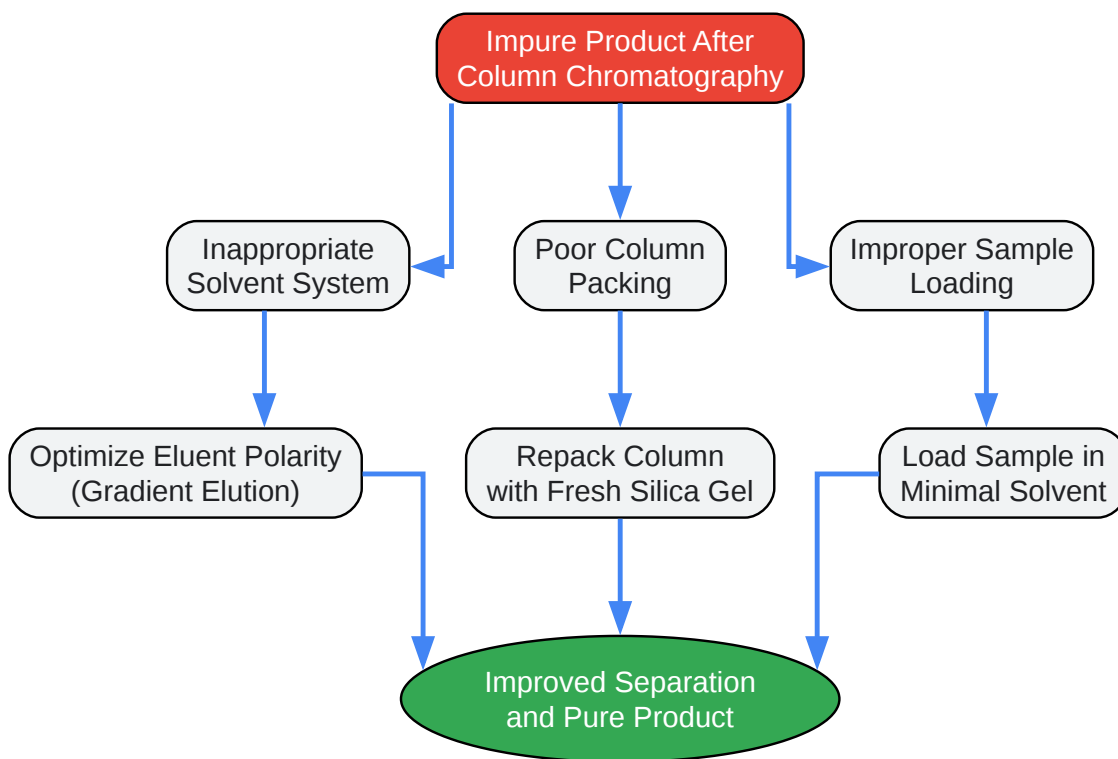 Impure Product After
Column Chromatography
Inappropriate
Solvent System
Poor Column
Packing
Improper Sample
Loading
Optimize Eluent Polarity
(Gradient Elution)
Repack Column
with Fresh Silica Gel
Load Sample in
Minimal Solvent
Improved Separation
and Pure Product